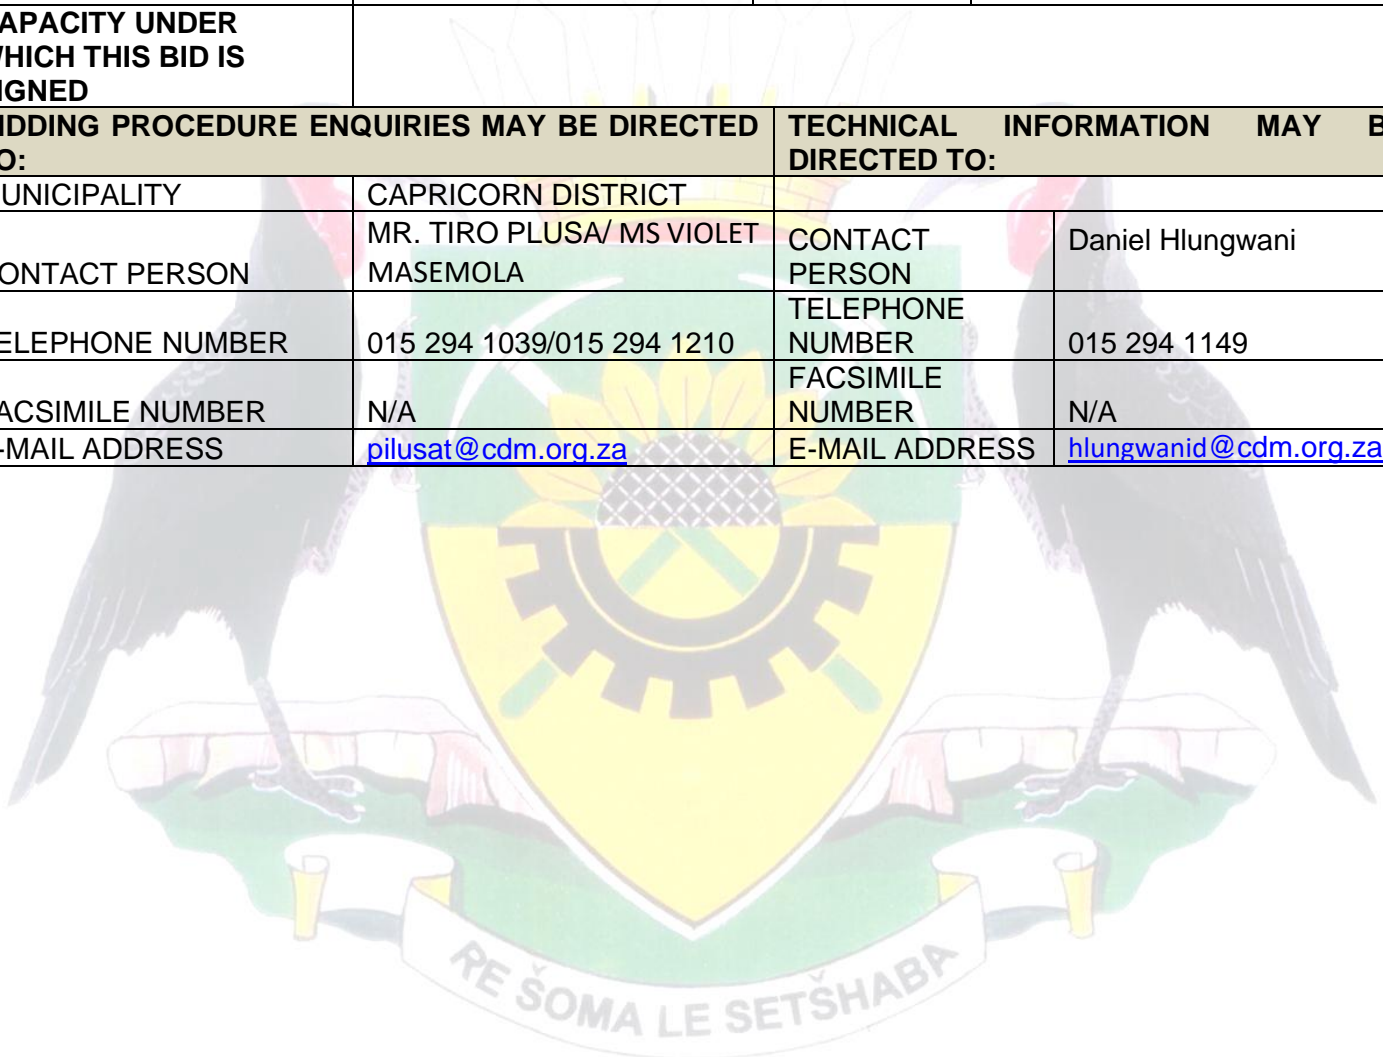 APACITY UNDER
WHICH THIS BID IS
IGNED
IDDING PROCEDURE ENQUIRIES MAY BE DIRECTED
O:
TECHNICAL INFORMATION MAY B
DIRECTED TO:
UNICIPALITY
CAPRICORN DISTRICT
ONTACT PERSON
MR. TIRO PLUSA/ MS VIOLET
MASEMOLA
CONTACT
PERSON
Daniel Hlungwani
ELEPHONE NUMBER
015 294 1039/015 294 1210
TELEPHONE
NUMBER
015 294 1149
ACSIMILE NUMBER
N/A
FACSIMILE
NUMBER
N/A
-MAIL ADDRESS
pilusat@cdm.org.za
E-MAIL ADDRESS
hlungwanid@cdm.org.za
RE ŠOMA LE SETŠHABA